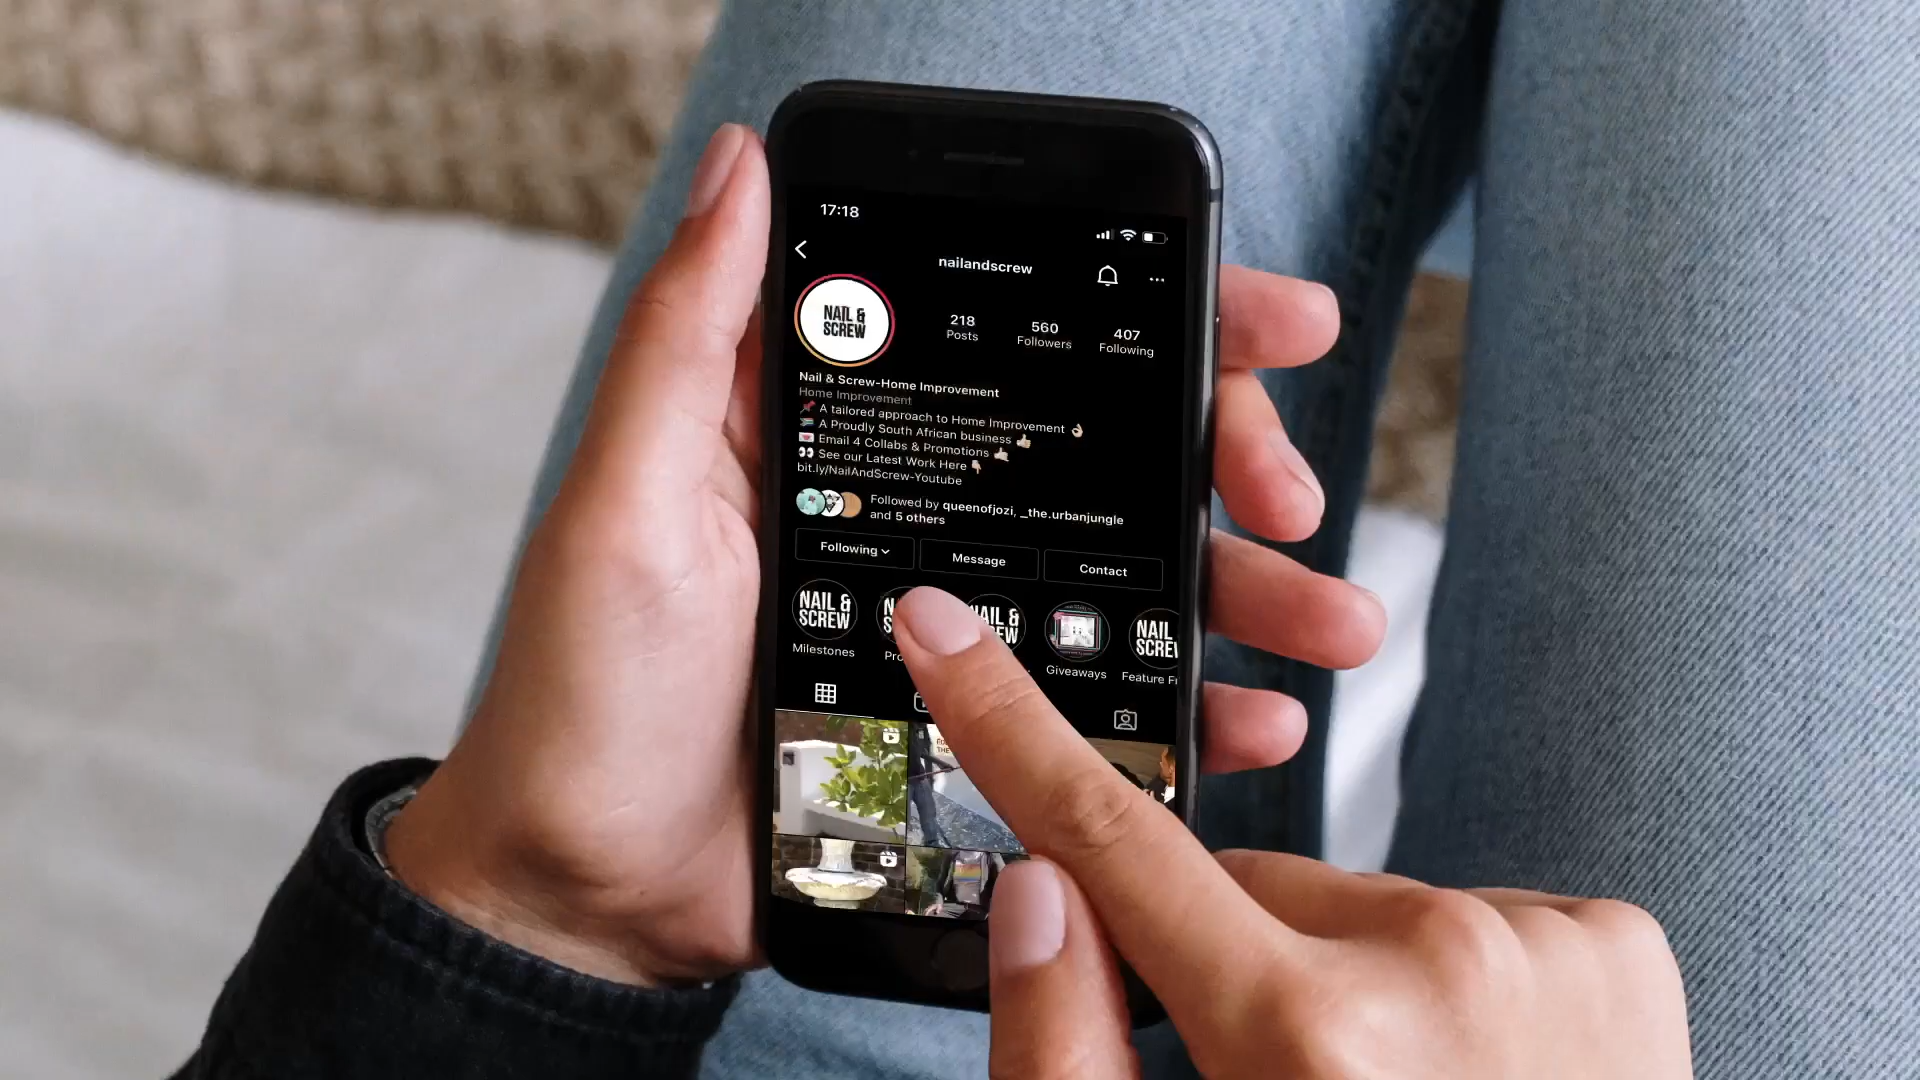 17:18
nailandscrew
NAIL &
SCREW
218
Posts
560
Followers
407
Following
Nail & Screw-Home Improvement
Home Improvement
A tailored approach to Home Improvement
A Proudly South African business
Email 4 Collabs & Promotions
See our Latest Work Here
bit.ly/NailAndScrew-Youtube
Followed by queenofjozi, _the.urbanjungle
and 5 others
Following
Message
Contact
NAIL &
SCREW
NAIL &
NAIL
Milestones
Giveaways
Feature